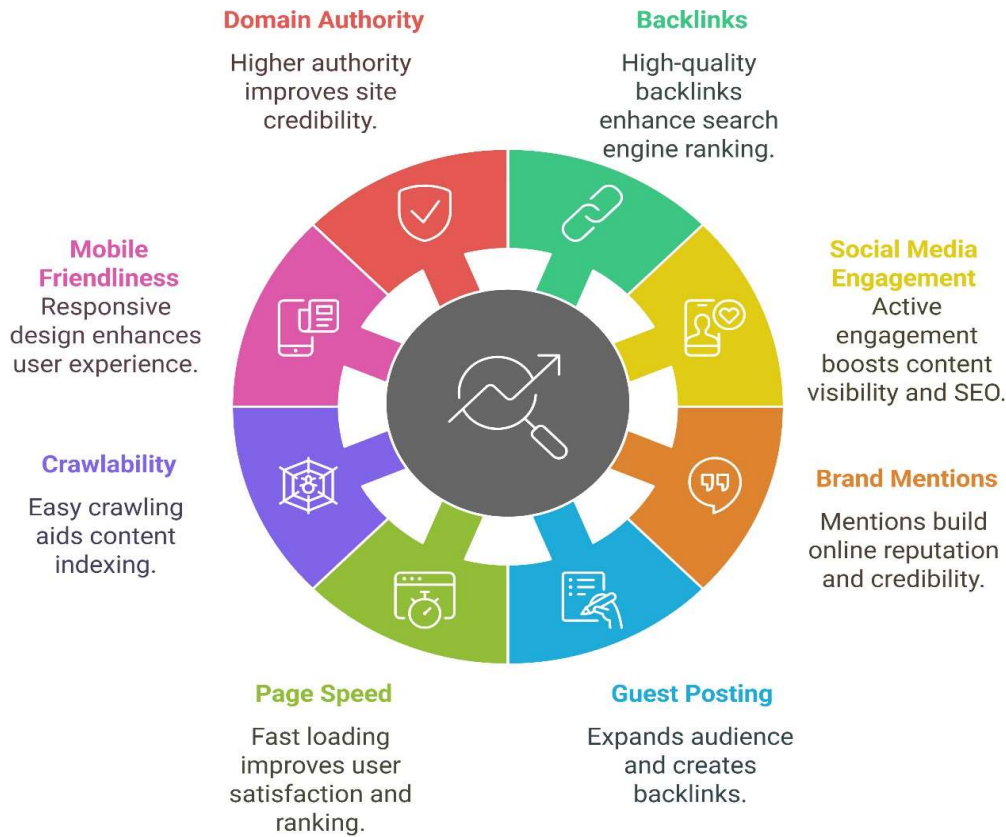 Domain Authority
Higher authority
improves site
credibility.
Backlinks
High-quality
backlinks
enhance search
engine ranking.
Mobile
Friendliness
Responsive
design enhances
user experience.
Social Media
Engagement
Active
engagement
boosts content
visibility and SEO.
Crawlability
Easy crawling
aids content
indexing.
Brand Mentions
Mentions build
online reputation
and credibility.
Page Speed
Fast loading
improves user
satisfaction and
ranking.
Guest Posting
Expands audience
and creates
backlinks.